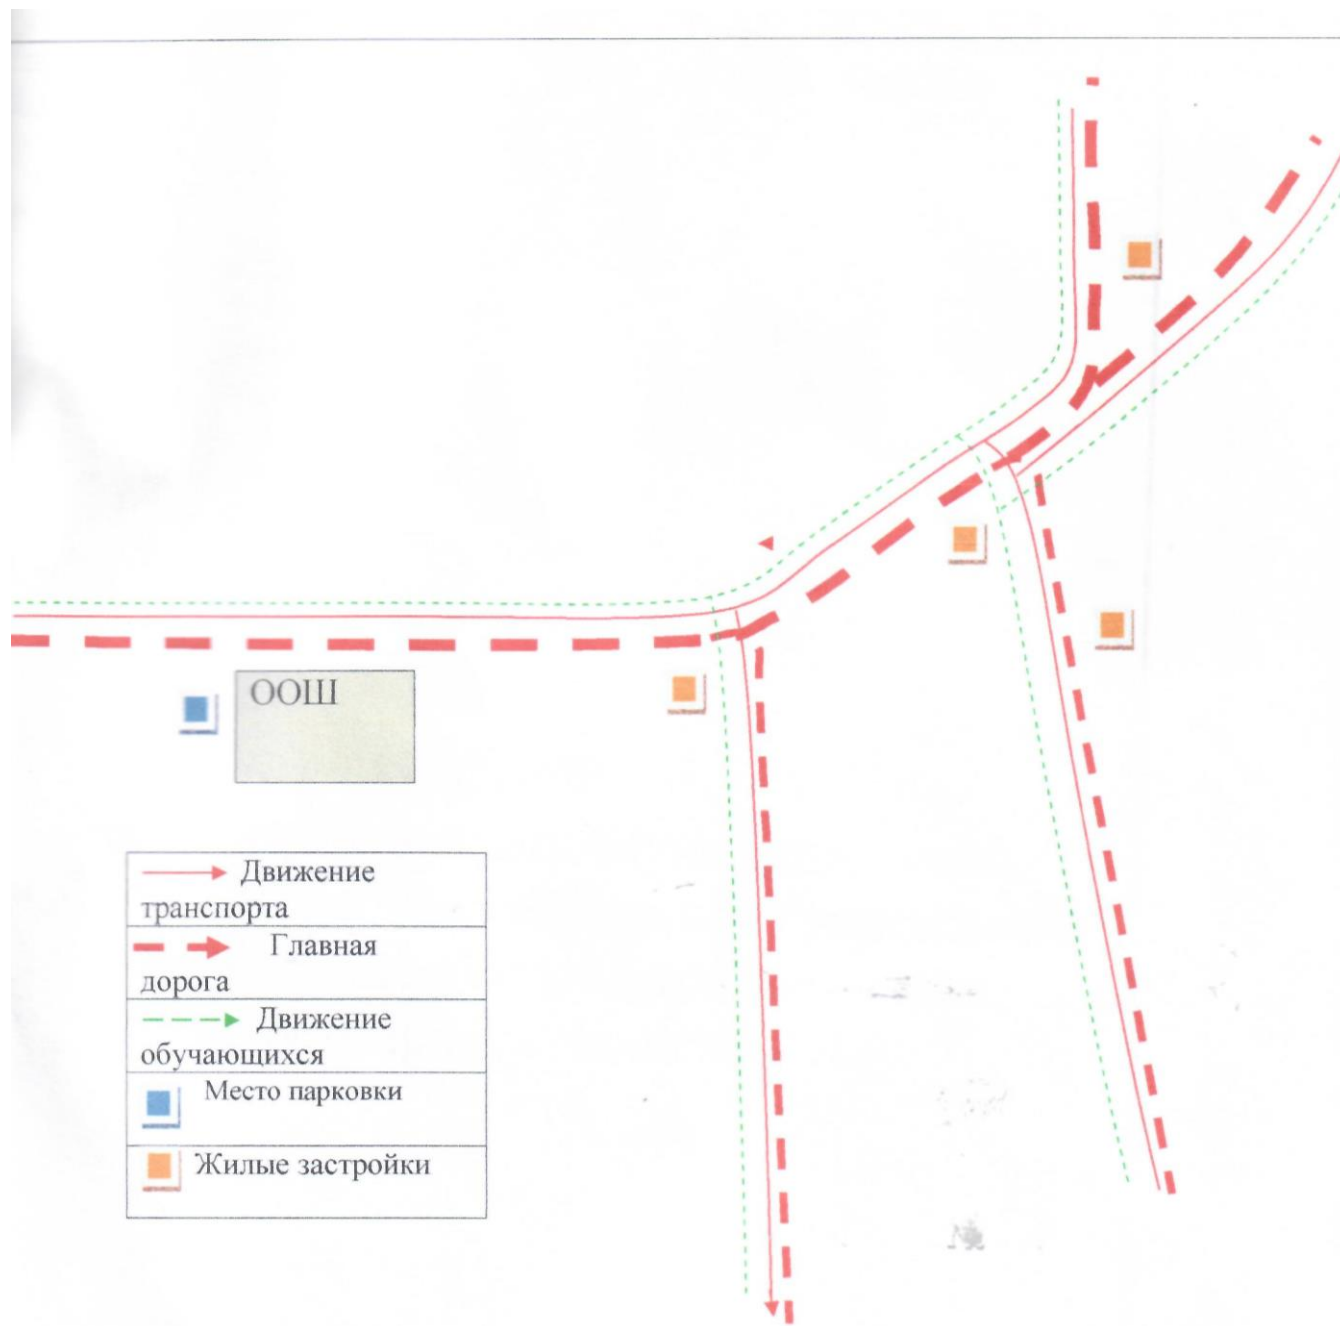 ООШ
Движение
транспорта
Главная
дорога
Движение
обучающихся
Место парковки
Жилые застройки